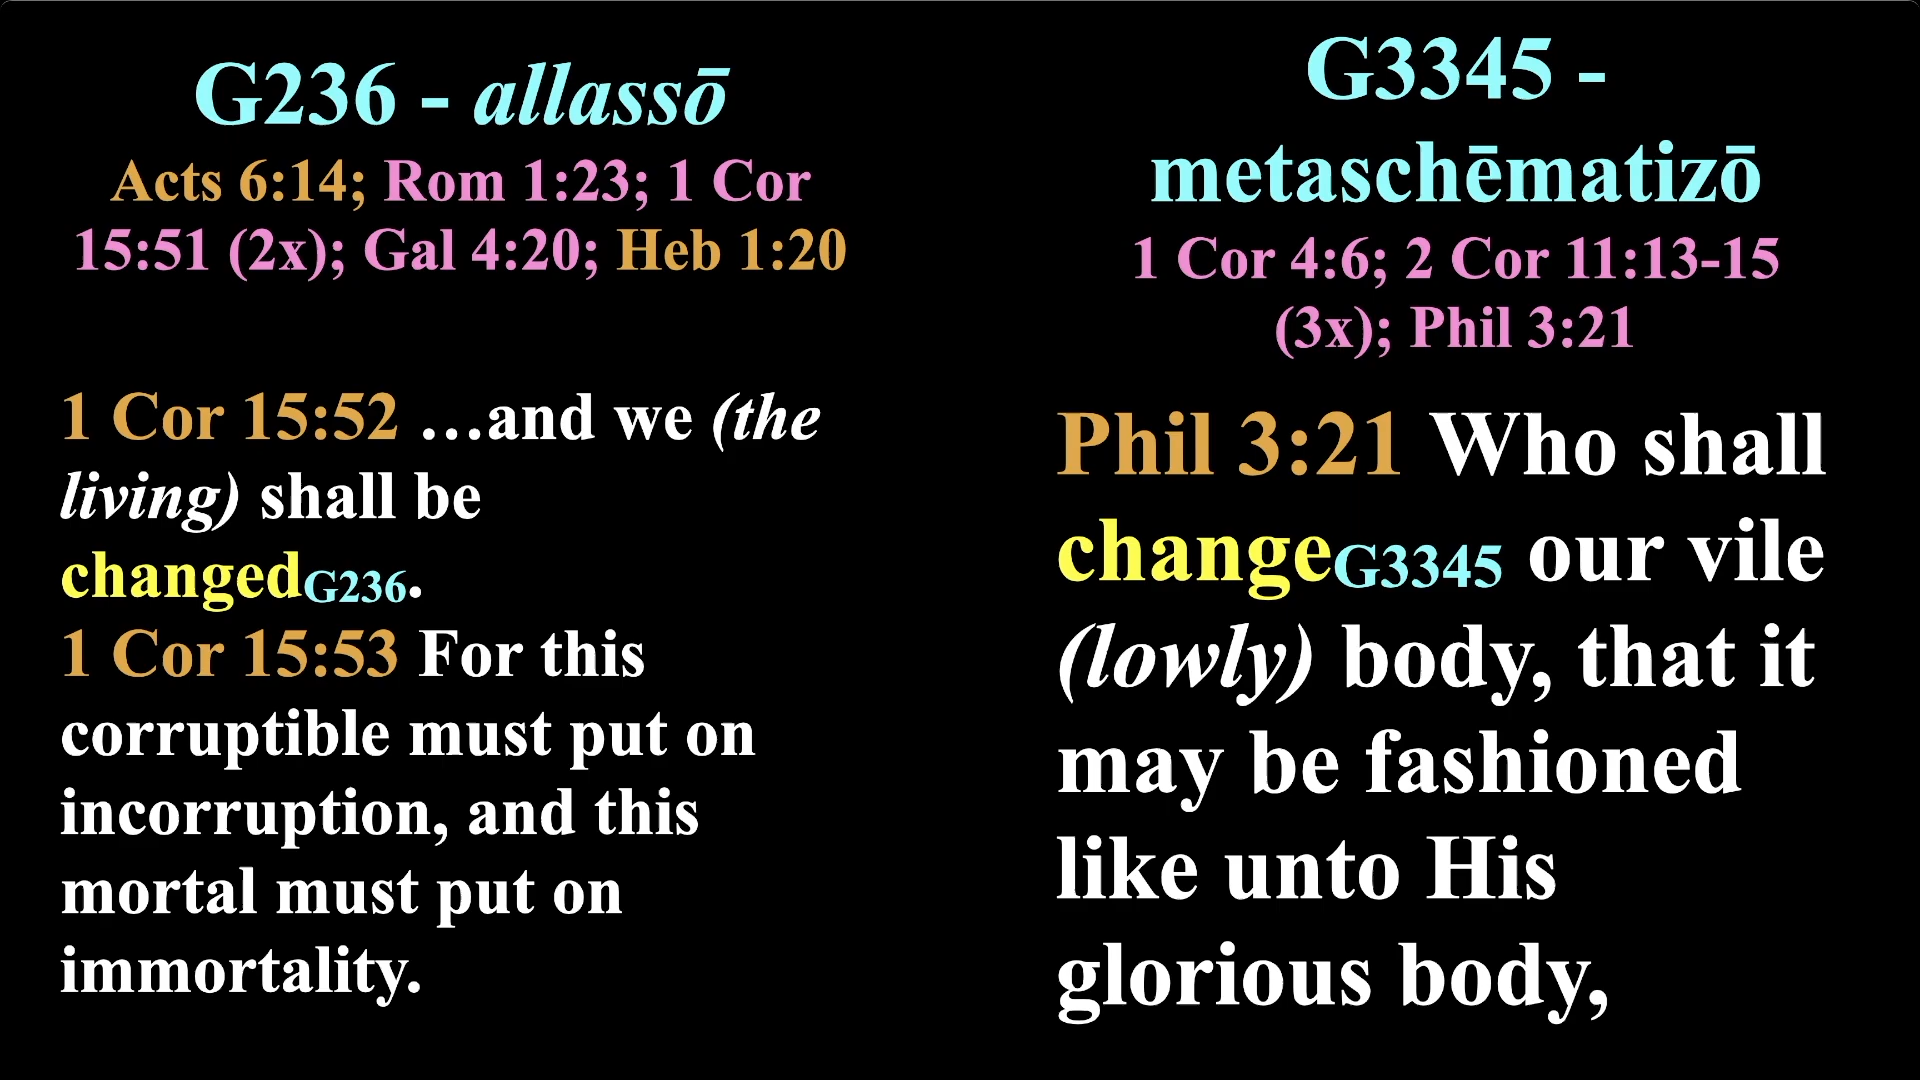 G236 - allassō
Acts 6:14; Rom 1:23; 1 Cor
15:51 (2x); Gal 4:20; Heb 1:20
1 Cor 15:52 …and we (the
living) shall be
changedG236.
1 Cor 15:53 For this
corruptible must put on
incorruption, and this
mortal must put on
immortality.
G3345 -
metaschēmatizō
1 Cor 4:6; 2 Cor 11:13-15
(3x); Phil 3:21
Phil 3:21 Who shall
changeG3345 our vile
(lowly) body, that it
may be fashioned
like unto His
glorious body,